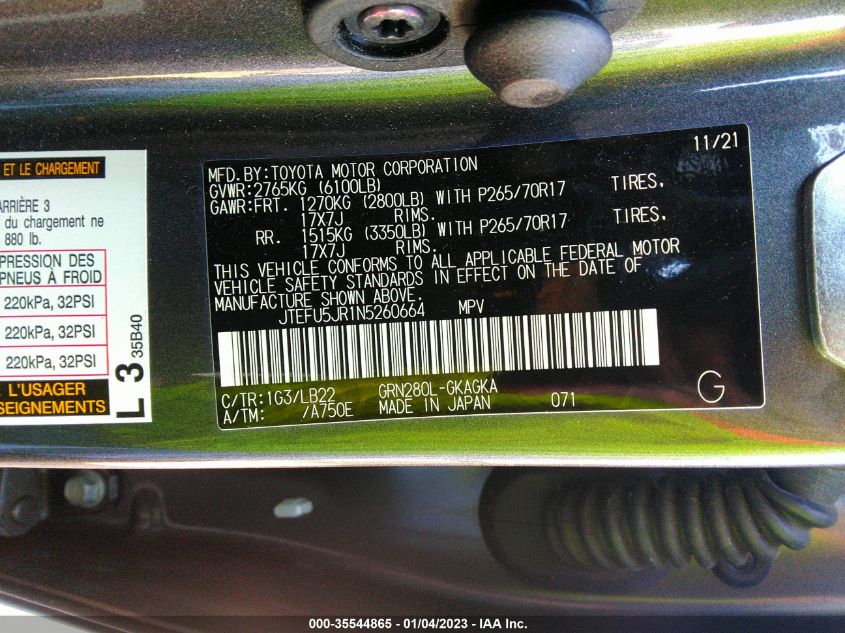 ET LE CHARGEMENT
ARRIÈRE 3
du chargement ne
880 lb.
PRESSION DES
PNEUS À FROID
220kPa, 32PSI
220kPa, 32PSI
220kPa, 32PSI
L'USAGER
L 3 35B40
11/21
MFD.BY:TOYOTA MOTOR CORPORATION
GVWR:2765KG (6100LB)
GAWR:FRT. 1270KG (2800LB) WITH P265/70R17 TIRES,
17X7J RIMS.
RR. 1515KG (3350LB) WITH P265/70R17 TIRES,
17X7J RIMS.
THIS VEHICLE CONFORMS TO ALL APPLICABLE FEDERAL MOTOR
VEHICLE SAFETY STANDARDS IN EFFECT ON THE DATE OF
MANUFACTURE SHOWN ABOVE.
JTEFU5JR1N5260664 MPV
C/TR:1G3/LB22 GRN280L-GKAGKA
A/TM: /A750E MADE IN JAPAN 071
G
000-35544865 - 01/04/2023 - IAA Inc.